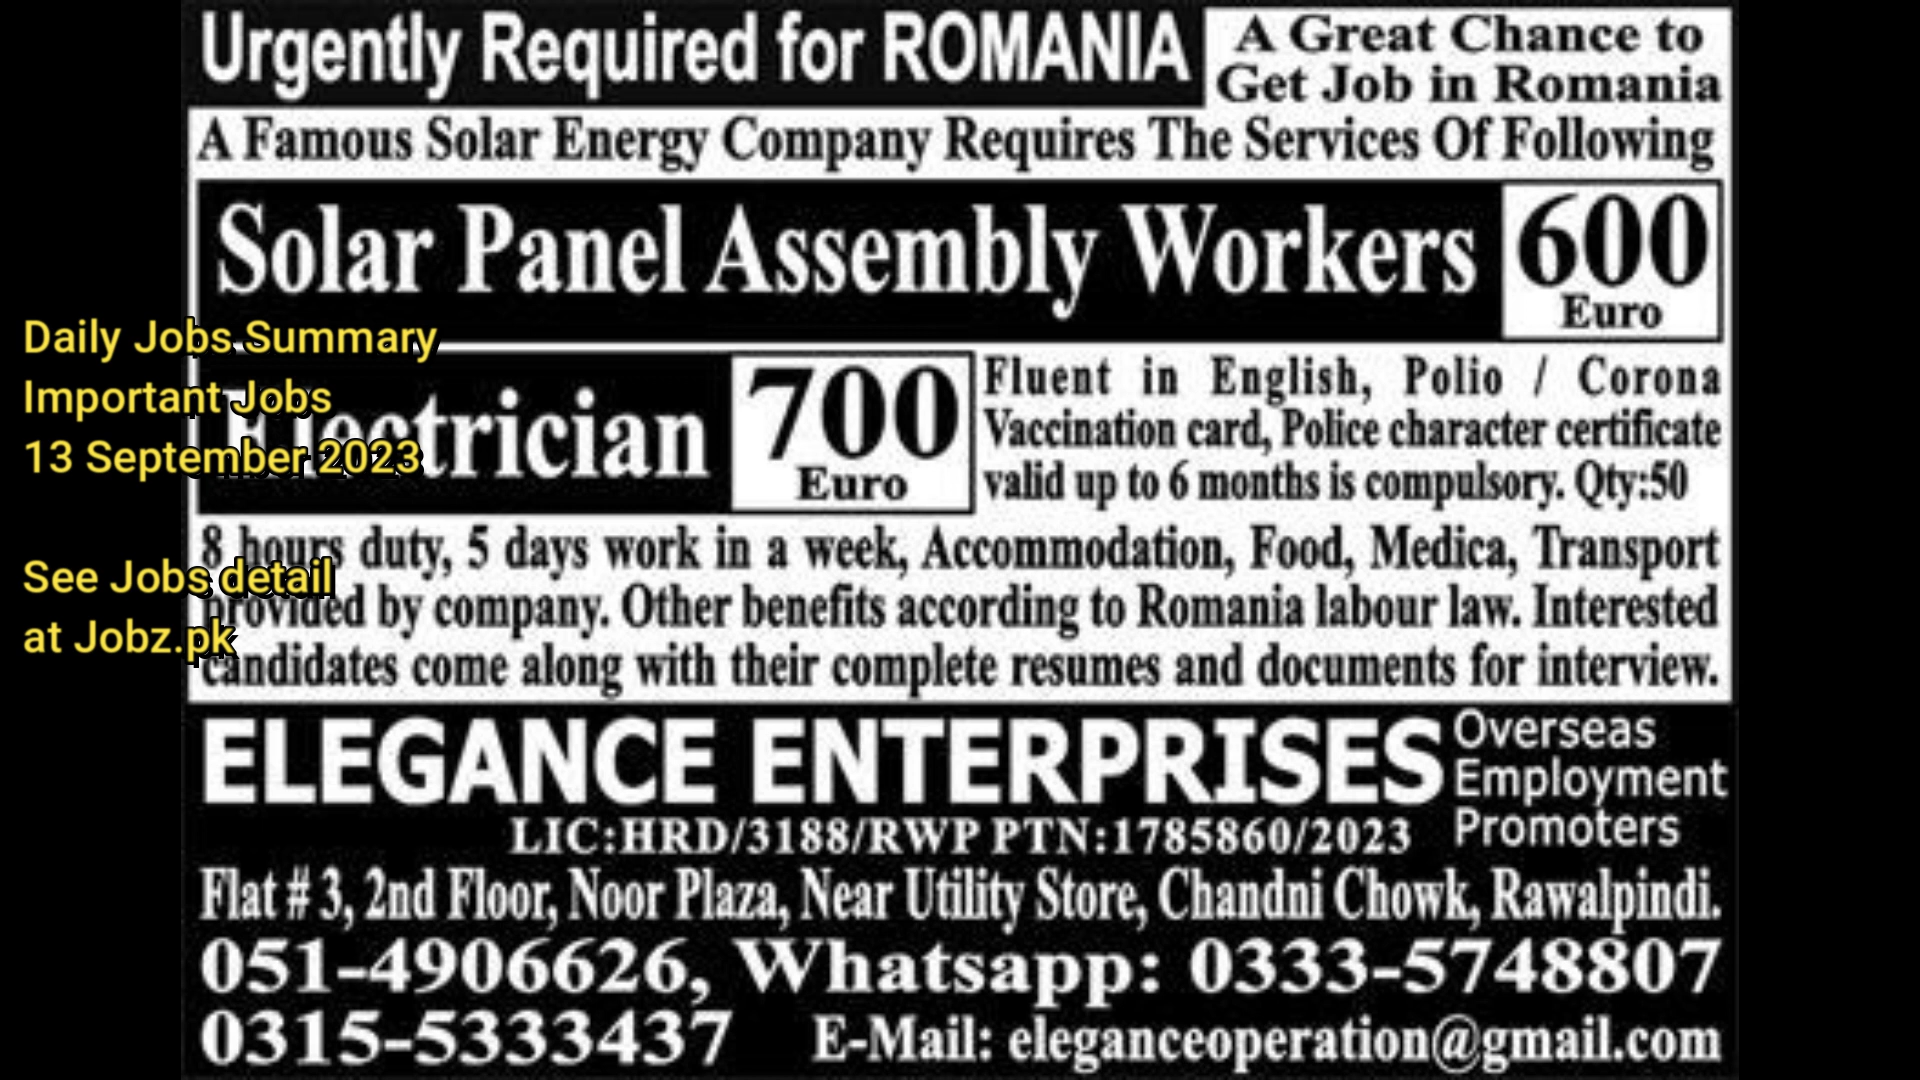 Urgently Required for ROMANIA
A Great Chance to
Get Job in Romania
A Famous Solar Energy Company Requires The Services Of Following
Solar Panel Assembly Workers
600
Euro
Electrician
700
Euro
Fluent in English, Polio / Corona
Vaccination card, Police character certificate
valid up to 6 months is compulsory. Qty:50
8 hours duty, 5 days work in a week, Accommodation, Food, Medica, Transport
provided by company. Other benefits according to Romania labour law. Interested
candidates come along with their complete resumes and documents for interview.
Daily Jobs Summary
Important Jobs
13 September 2023
See Jobs detail
at Jobz.pk
ELEGANCE ENTERPRISES
Overseas
Employment
Promoters
LIC:HRD/3188/RWP PTN:1785860/2023
Flat # 3, 2nd Floor, Noor Plaza, Near Utility Store, Chandni Chowk, Rawalpindi.
051-4906626, Whatsapp: 0333-5748807
0315-5333437 E-Mail: eleganceoperation@gmail.com